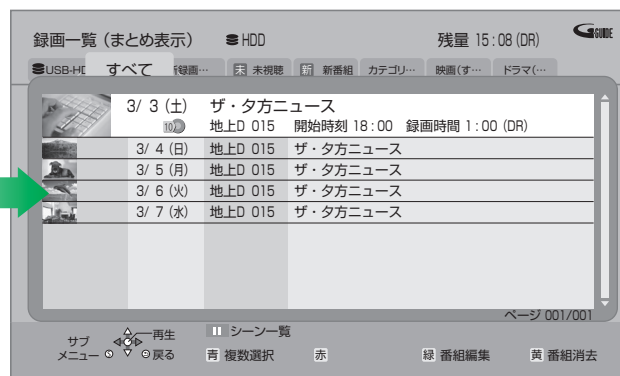 録画一覧 (まとめ表示) HDD 残量 15:08 (DR) G GUIDE
USB-HD すべて 録画… 未 未視聴 新 新番組 カテゴリ… 映画(す… ドラマ(…
3/ 3 (土) ザ・夕方ニュース
10 地上D 015 開始時刻 18:00 録画時間 1:00 (DR)
3/ 4 (日) 地上D 015 ザ・夕方ニュース
3/ 5 (月) 地上D 015 ザ・夕方ニュース
3/ 6 (火) 地上D 015 ザ・夕方ニュース
3/ 7 (水) 地上D 015 ザ・夕方ニュース
ページ 001/001
サブ メニュー S 再生 戻る
シーン一覧
青 複数選択 赤 緑 番組編集 黄 番組消去